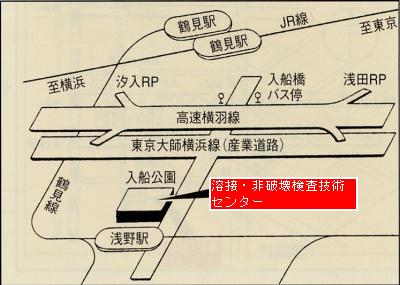 鶴見駅
JR線
至東京
鶴見駅
至横浜
汐入RP
入船橋
バス停
浅田RP
高速横羽線
東京大師横浜線(産業道路)
鶴見線
入船公園
溶接・非破壊検査技術
センター
浅野駅